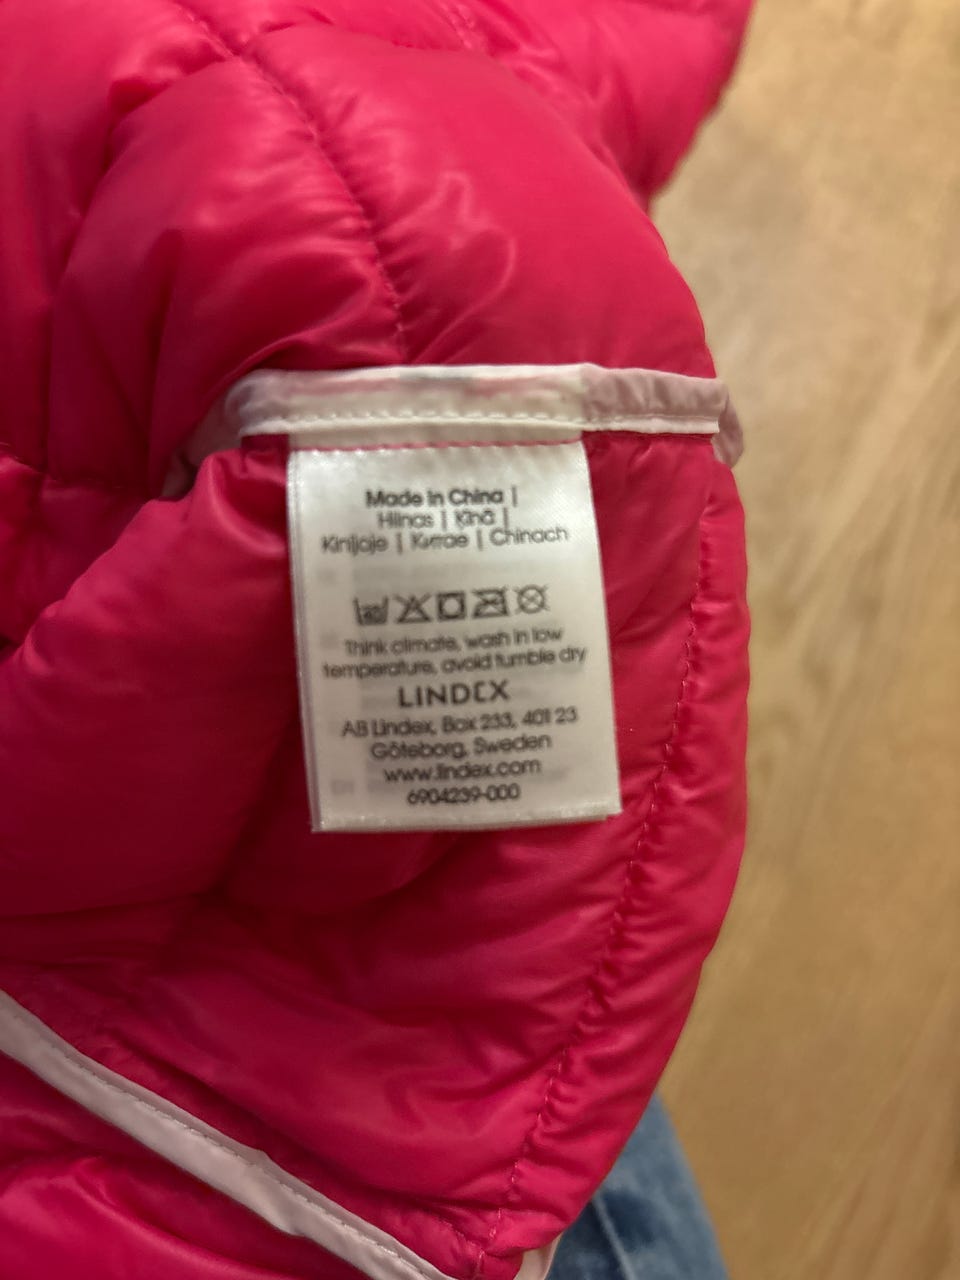 Made in China |
Hiinas | Ķīnā |
Kinijoje | Китае | Chinach
Think climate, wash in low
temperature, avoid tumble dry
LINDEX
AB Lindex, Box 233, 401 23
Göteborg, Sweden
www.lindex.com
6904239-000